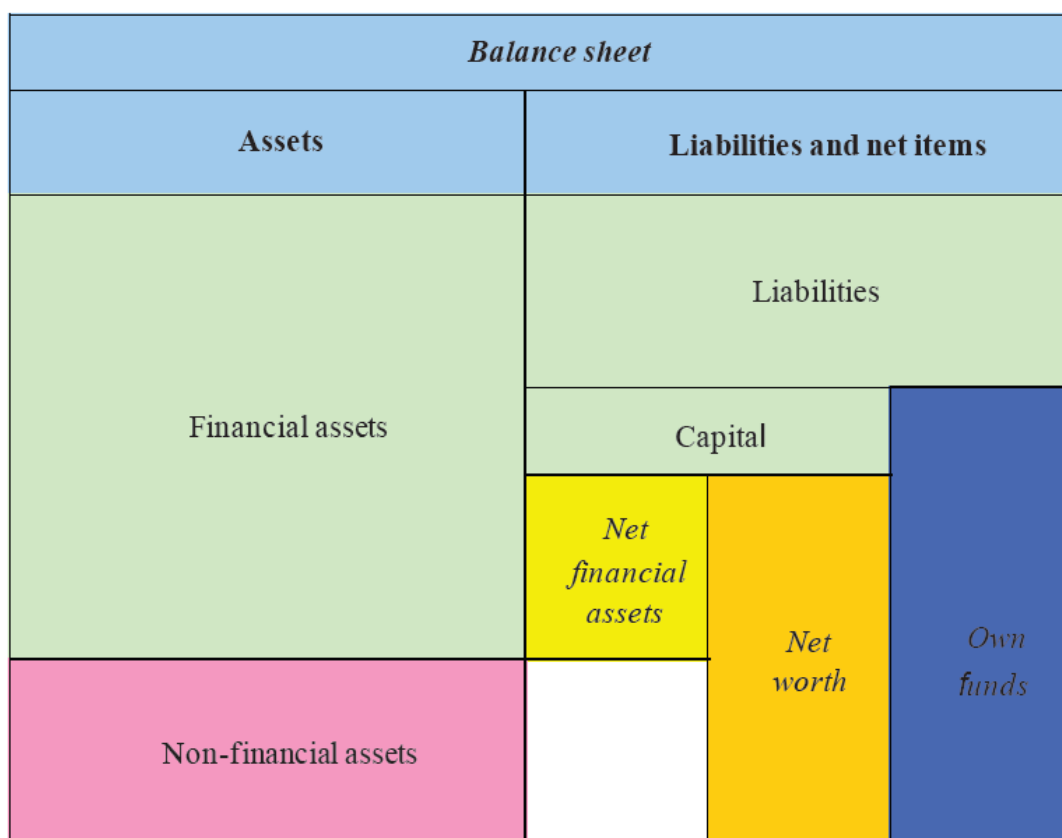 Balance sheet
Assets
Liabilities and net items
Liabilities
Financial assets
Capital
Net
financial
assets
Net
worth
Own
funds
Non-financial assets